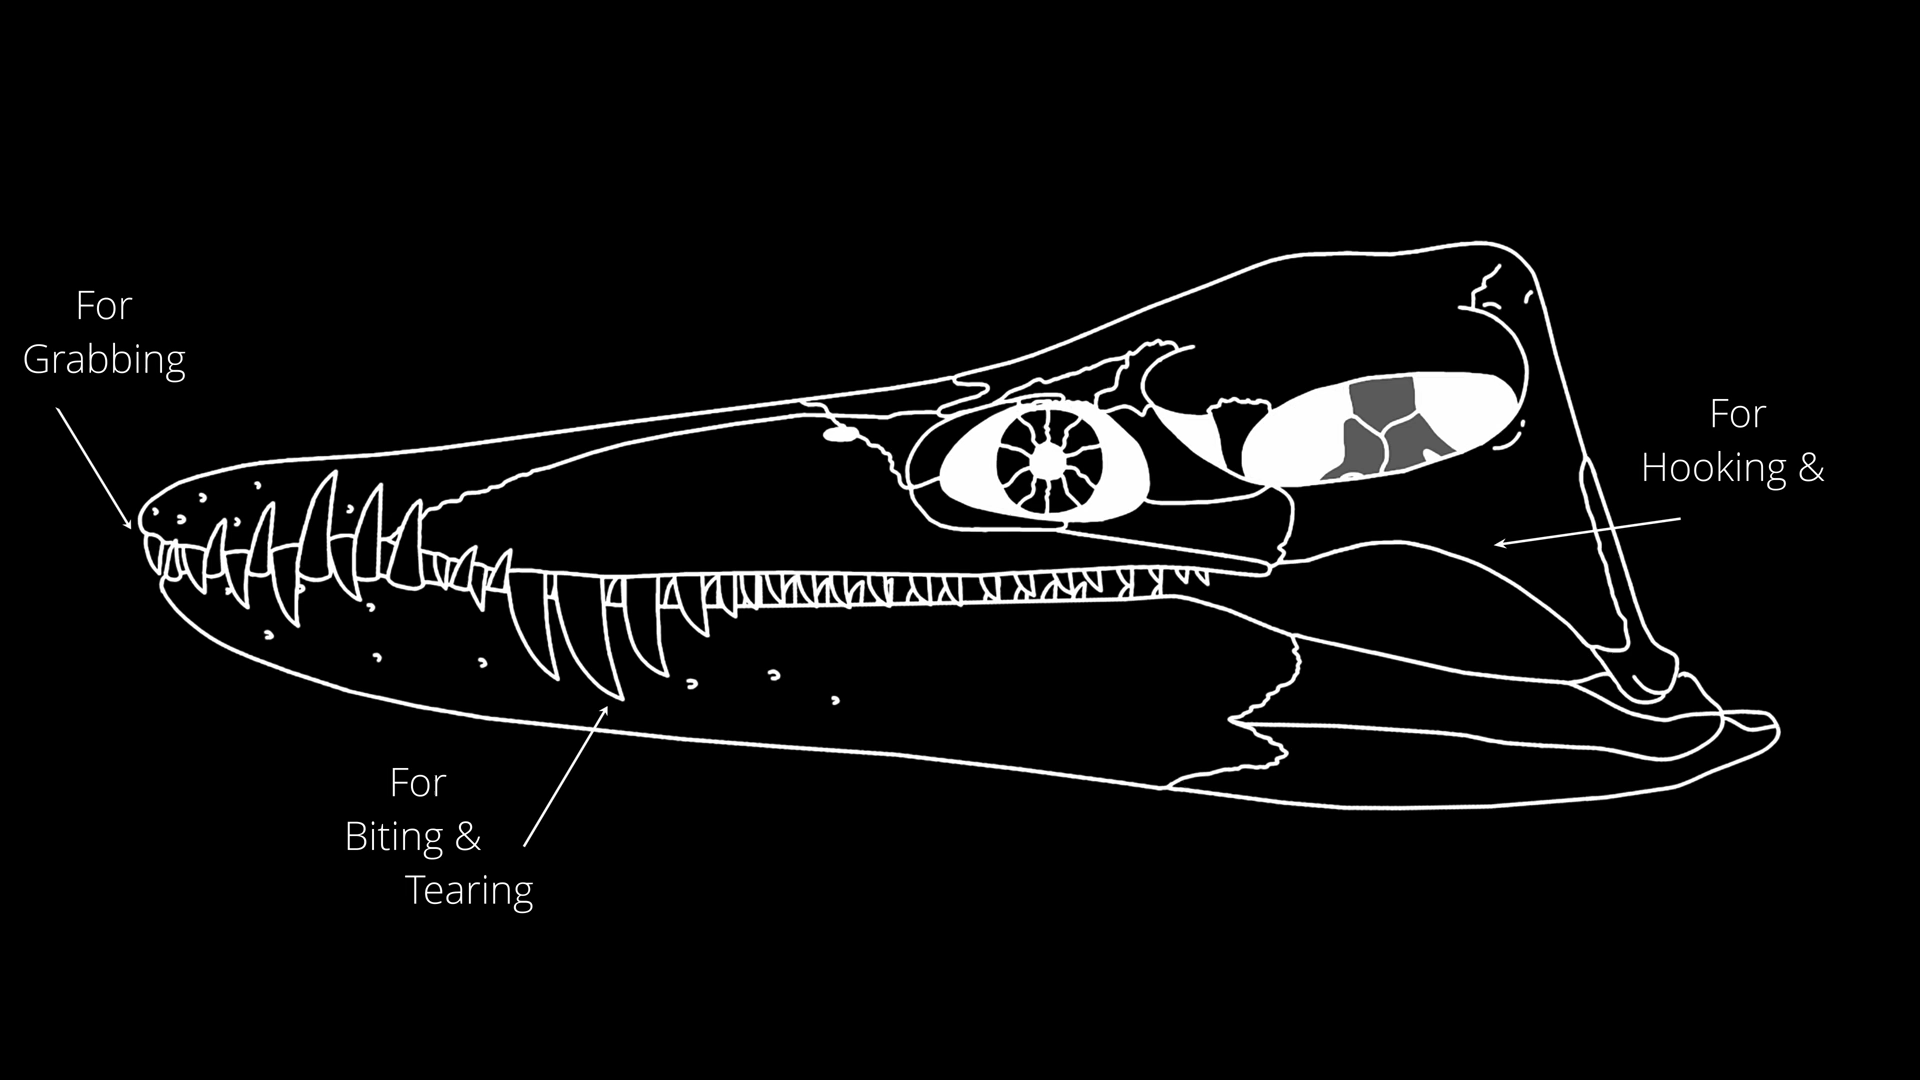 For
Grabbing
For
Hooking &
For
Biting &
Tearing